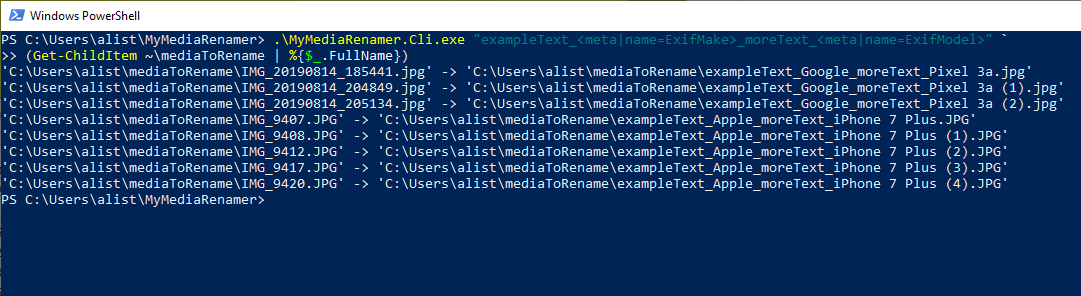 Windows PowerShell
PS C:\Users\alist\MyMediaRenamer> .\MyMediaRenamer.Cli.exe "exampleText_<meta|name=ExifMake>_moreText_<meta|name=ExifModel>" `
>> (Get-ChildItem ~\mediaToRename | %{$_.FullName})
'C:\Users\alist\mediaToRename\IMG_20190814_185441.jpg' -> 'C:\Users\alist\mediaToRename\exampleText_Google_moreText_Pixel 3a.jpg'
'C:\Users\alist\mediaToRename\IMG_20190814_204849.jpg' -> 'C:\Users\alist\mediaToRename\exampleText_Google_moreText_Pixel 3a (1).jpg'
'C:\Users\alist\mediaToRename\IMG_20190814_205134.jpg' -> 'C:\Users\alist\mediaToRename\exampleText_Google_moreText_Pixel 3a (2).jpg'
'C:\Users\alist\mediaToRename\IMG_9407.JPG' -> 'C:\Users\alist\mediaToRename\exampleText_Apple_moreText_iPhone 7 Plus.JPG'
'C:\Users\alist\mediaToRename\IMG_9408.JPG' -> 'C:\Users\alist\mediaToRename\exampleText_Apple_moreText_iPhone 7 Plus (1).JPG'
'C:\Users\alist\mediaToRename\IMG_9412.JPG' -> 'C:\Users\alist\mediaToRename\exampleText_Apple_moreText_iPhone 7 Plus (2).JPG'
'C:\Users\alist\mediaToRename\IMG_9417.JPG' -> 'C:\Users\alist\mediaToRename\exampleText_Apple_moreText_iPhone 7 Plus (3).JPG'
'C:\Users\alist\mediaToRename\IMG_9420.JPG' -> 'C:\Users\alist\mediaToRename\exampleText_Apple_moreText_iPhone 7 Plus (4).JPG'
PS C:\Users\alist\MyMediaRenamer>